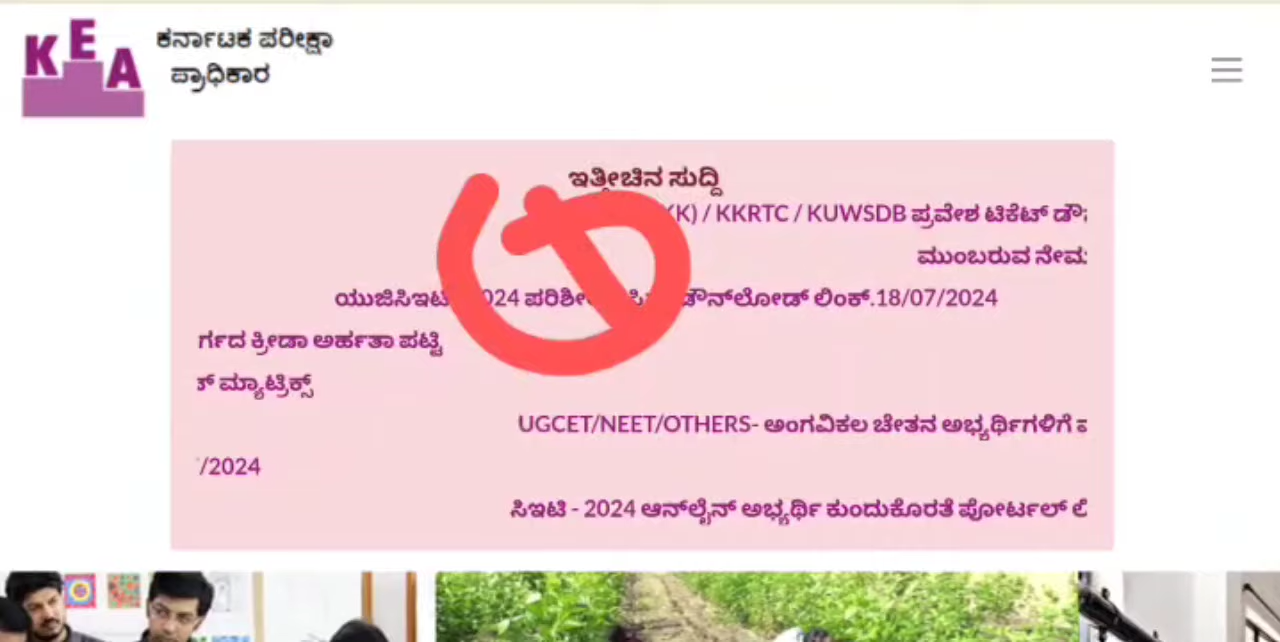 KEA
ಕರ್ನಾಟಕ ಪರೀಕ್ಷಾ
ಪ್ರಾಧಿಕಾರ
ಇತ್ತೀಚಿನ ಸುದ್ದಿ
/ KKRTC / KUWSDB ಪ್ರವೇಶ ಟಿಕೆಟ್
ಮುಂಬರುವ
ಯುಜಿಸಿಇಟಿ 2024 ಡೌನ್‌ಲೋಡ್ ಲಿಂಕ್.18/07/2024
ಕ್ರೀಡಾ ಅರ್ಹತಾ ಪಟ್ಟಿ
ಮ್ಯಾಟ್ರಿಕ್ಸ್
UGCET/NEET/OTHERS- ಅಂಗವಿಕಲ ಚೇತನ ಅಭ್ಯರ್ಥಿಗಳಿಗೆ
/2024
ಸಿಇಟಿ - 2024 ಆನ್‌ಲೈನ್ ಅಭ್ಯರ್ಥಿ ಕುಂದುಕೊರತೆ ಪೋರ್ಟಲ್